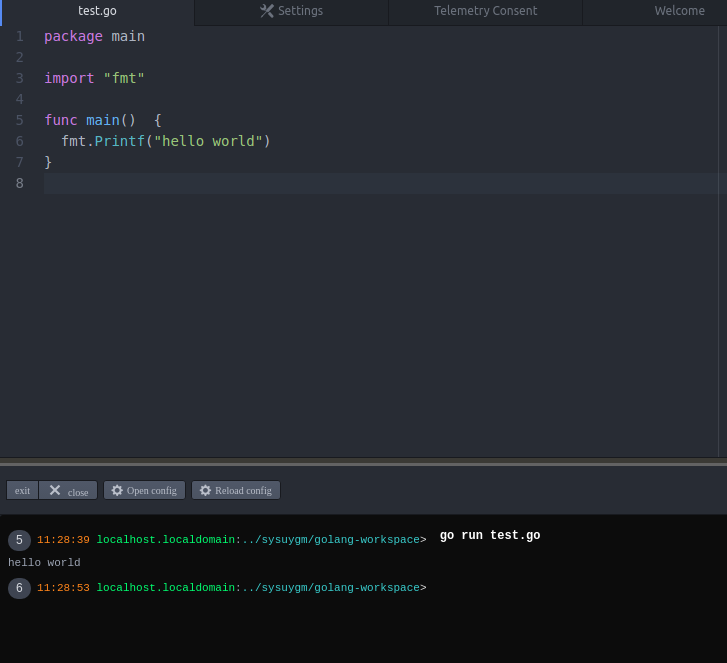 test.go Settings Telemetry Consent Welcome
1 package main
2
3 import "fmt"
4
5 func main()  {
6   fmt.Printf("hello world")
7 }
8
exit close Open config Reload config
5 11:28:39 localhost.localdomain:../sysuygm/golang-workspace> go run test.go
hello world
6 11:28:53 localhost.localdomain:../sysuygm/golang-workspace>